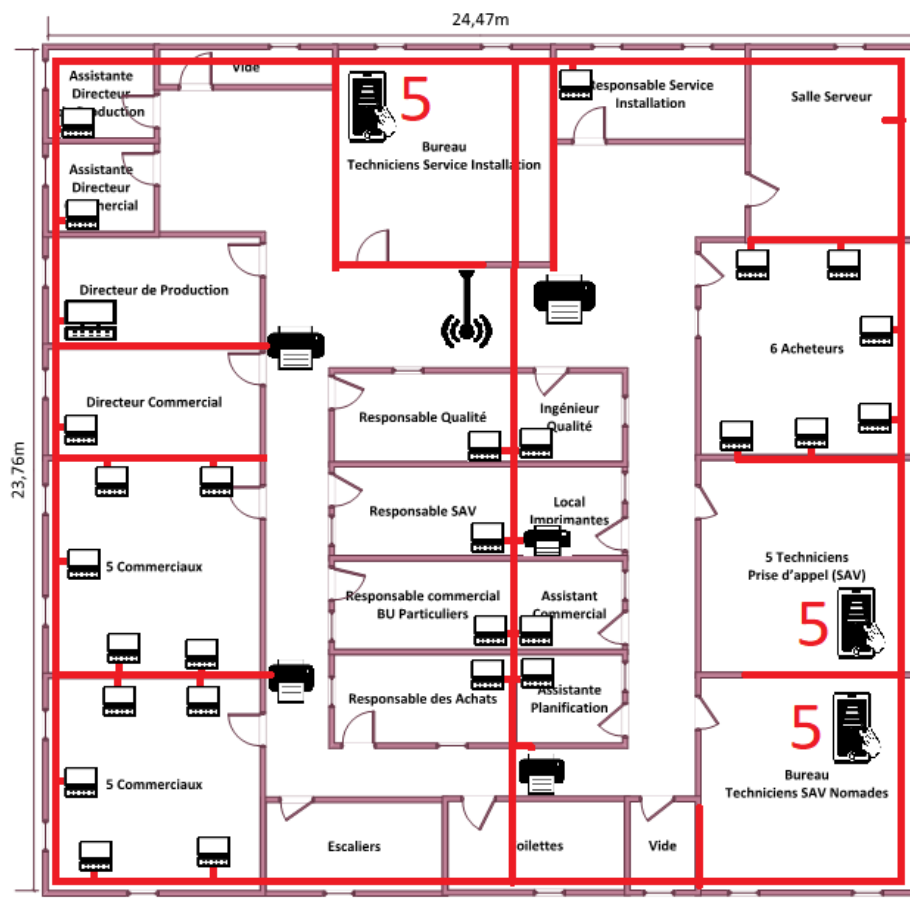 24,47m
23,76m
Assistante
Directeur
Production
Vide
5
Bureau
Techniciens Service Installation
Responsable Service
Installation
Salle Serveur
Assistante
Directeur
Directeur de Production
6 Acheteurs
Directeur Commercial
Responsable Qualité
Ingénieur
Qualité
Responsable SAV
Local
Imprimantes
5 Commerciaux
5 Techniciens
Prise d'appel (SAV)
5
Responsable commercial
BU Particuliers
Assistant
Commercial
Responsable des Achats
Assistante
Planification
5
Bureau
Techniciens SAV Nomades
5 Commerciaux
Escaliers
oilettes
Vide